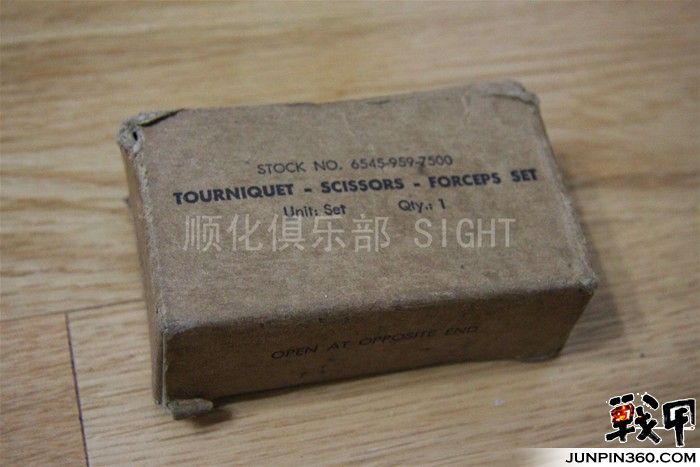 STOCK NO. 6545-959-7500
TOURNIQUET - SCISSORS - FORCEPS SET
Unit: Set Qty.: 1
顺化俱乐部 SIGHT
OPEN AT OPPOSITE END
戰甲
JUNPIN360.COM